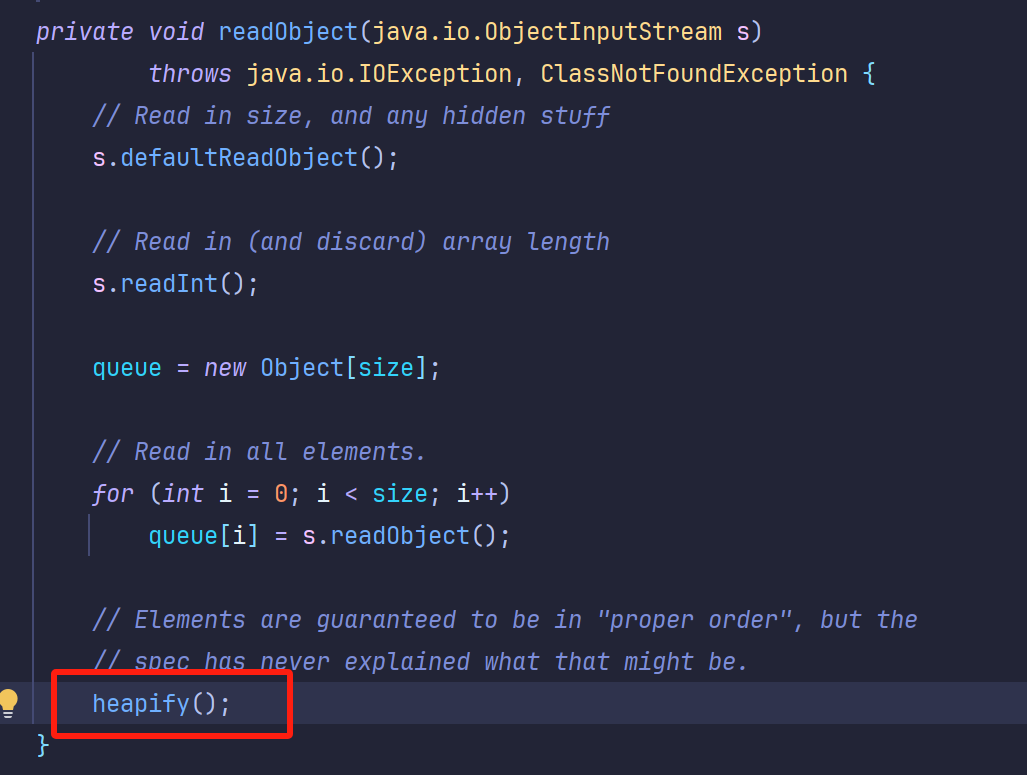 private void readObject(java.io.ObjectInputStream s)
        throws java.io.IOException, ClassNotFoundException {
    // Read in size, and any hidden stuff
    s.defaultReadObject();
    // Read in (and discard) array length
    s.readInt();
    queue = new Object[size];
    // Read in all elements.
    for (int i = 0; i < size; i++)
        queue[i] = s.readObject();
    // Elements are guaranteed to be in "proper order", but the
    // spec has never explained what that might be.
    heapify();
}